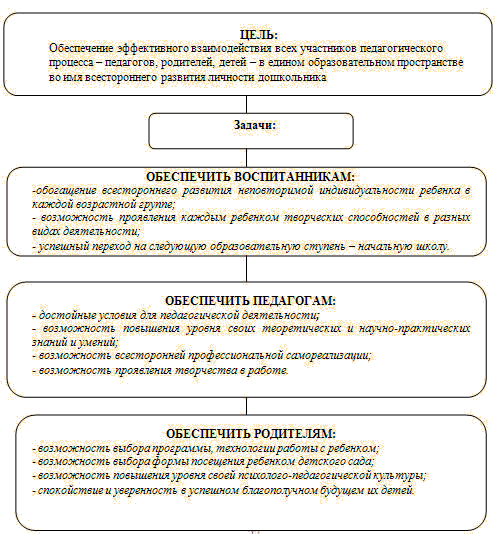 ЦЕЛЬ:
Обеспечение эффективного взаимодействия всех участников педагогического
процесса – педагогов, родителей, детей – в едином образовательном пространстве
во имя всестороннего развития личности дошкольника
Задачи:
ОБЕСПЕЧИТЬ ВОСПИТАННИКАМ:
-обогащение всестороннего развития неповторимой индивидуальности ребенка в
каждой возрастной группе;
- возможность проявления каждым ребенком творческих способностей в разных
видах деятельности;
- успешный переход на следующую образовательную ступень – начальную школу.
ОБЕСПЕЧИТЬ ПЕДАГОГАМ:
- достойные условия для педагогической деятельности;
- возможность повышения уровня своих теоретических и научно-практических
знаний и умений;
- возможность всесторонней профессиональной самореализации;
- возможность проявления творчества в работе.
ОБЕСПЕЧИТЬ РОДИТЕЛЯМ:
- возможность выбора программы, технологии работы с ребенком;
- возможность выбора формы посещения ребенком детского сада;
- возможность повышения уровня своей психолого-педагогической культуры;
- спокойствие и уверенность в успешном благополучном будущем их детей.